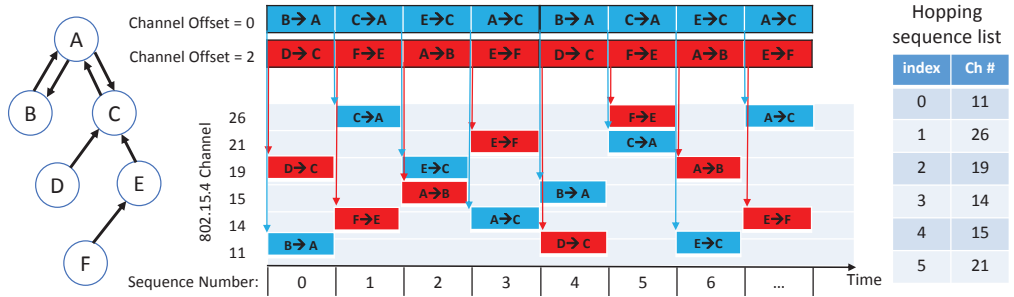 Channel Offset = 0
B→A C→A E→C A→C B→A C→A E→C A→C
Channel Offset = 2
D→C F→E A→B E→F D→C F→E A→B E→F
A
B
C
D
E
F
802.15.4 Channel
26 C→A F→E A→C
21 E→F C→A
19 D→C E→C A→B
15 A→B B→A
14 F→E A→C E→F
11 B→A D→C E→C
Time
Sequence Number: 0 1 2 3 4 5 6 ...
Hopping
sequence list
index Ch #
0 11
1 26
2 19
3 14
4 15
5 21